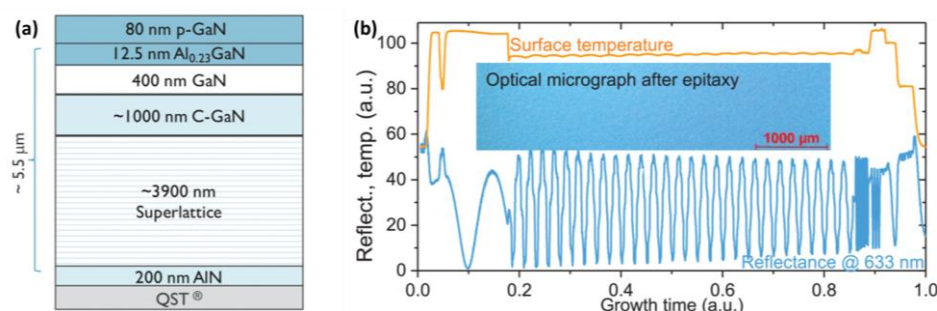 (a)
80 nm p-GaN
12.5 nm Al0.23GaN
400 nm GaN
~1000 nm C-GaN
~3900 nm
Superlattice
200 nm AlN
QST ®
~ 5.5 µm
(b)
Reflect., temp. (a.u.)
100
80
60
40
20
0
Surface temperature
Optical micrograph after epitaxy
1000 µm
Reflectance @ 633 nm
0.0 0.2 0.4 0.6 0.8 1.0
Growth time (a.u.)